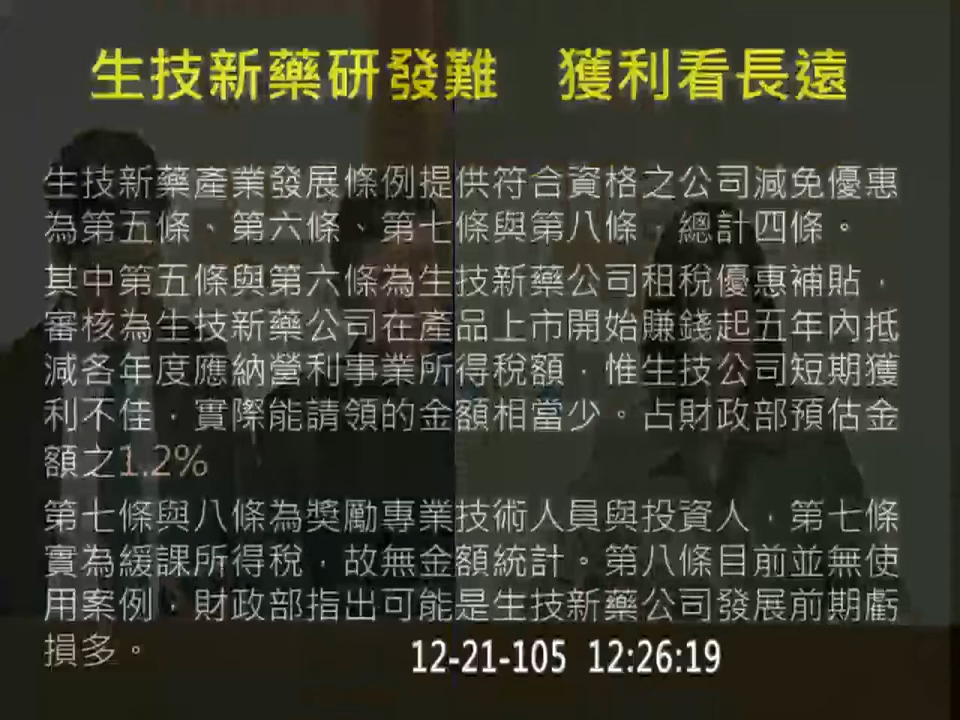 生技新藥研發難　獲利看長遠
生技新藥產業發展條例提供符合資格之公司減免優惠
為第五條、第六條、第七條與第八條，總計四條。
其中第五條與第六條為生技新藥公司租稅優惠補貼，
審核為生技新藥公司在產品上市開始賺錢起五年內抵
減各年度應納營利事業所得稅額，惟生技公司短期獲
利不佳，實際能請領的金額相當少。占財政部預估金
額之1.2%
第七條與八條為獎勵專業技術人員與投資人，第七條
實為緩課所得稅，故無金額統計。第八條目前並無使
用案例，財政部指出可能是生技新藥公司發展前期虧
損多。
12-21-105 12:26:19